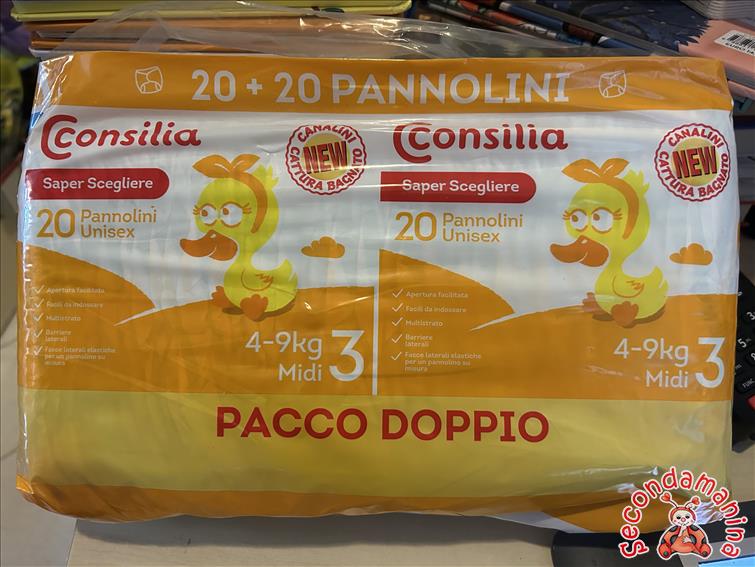 20 + 20 PANNOLINI
Consilia
Saper Scegliere
20 Pannolini
Unisex
CANALINI
NEW
CATTURA BAGNATO
Apertura facilitata
Facili da indossare
Multistrato
Barriere
laterali
Fasce laterali elastiche
per un pannolino su
misura
4-9kg
Midi 3
Consilia
Saper Scegliere
20 Pannolini
Unisex
CANALINI
NEW
CATTURA BAGNATO
Apertura facilitata
Facili da indossare
Multistrato
Barriere
laterali
Fasce laterali elastiche
per un pannolino su
misura
4-9kg
Midi 3
PACCO DOPPIO
Secondamanina